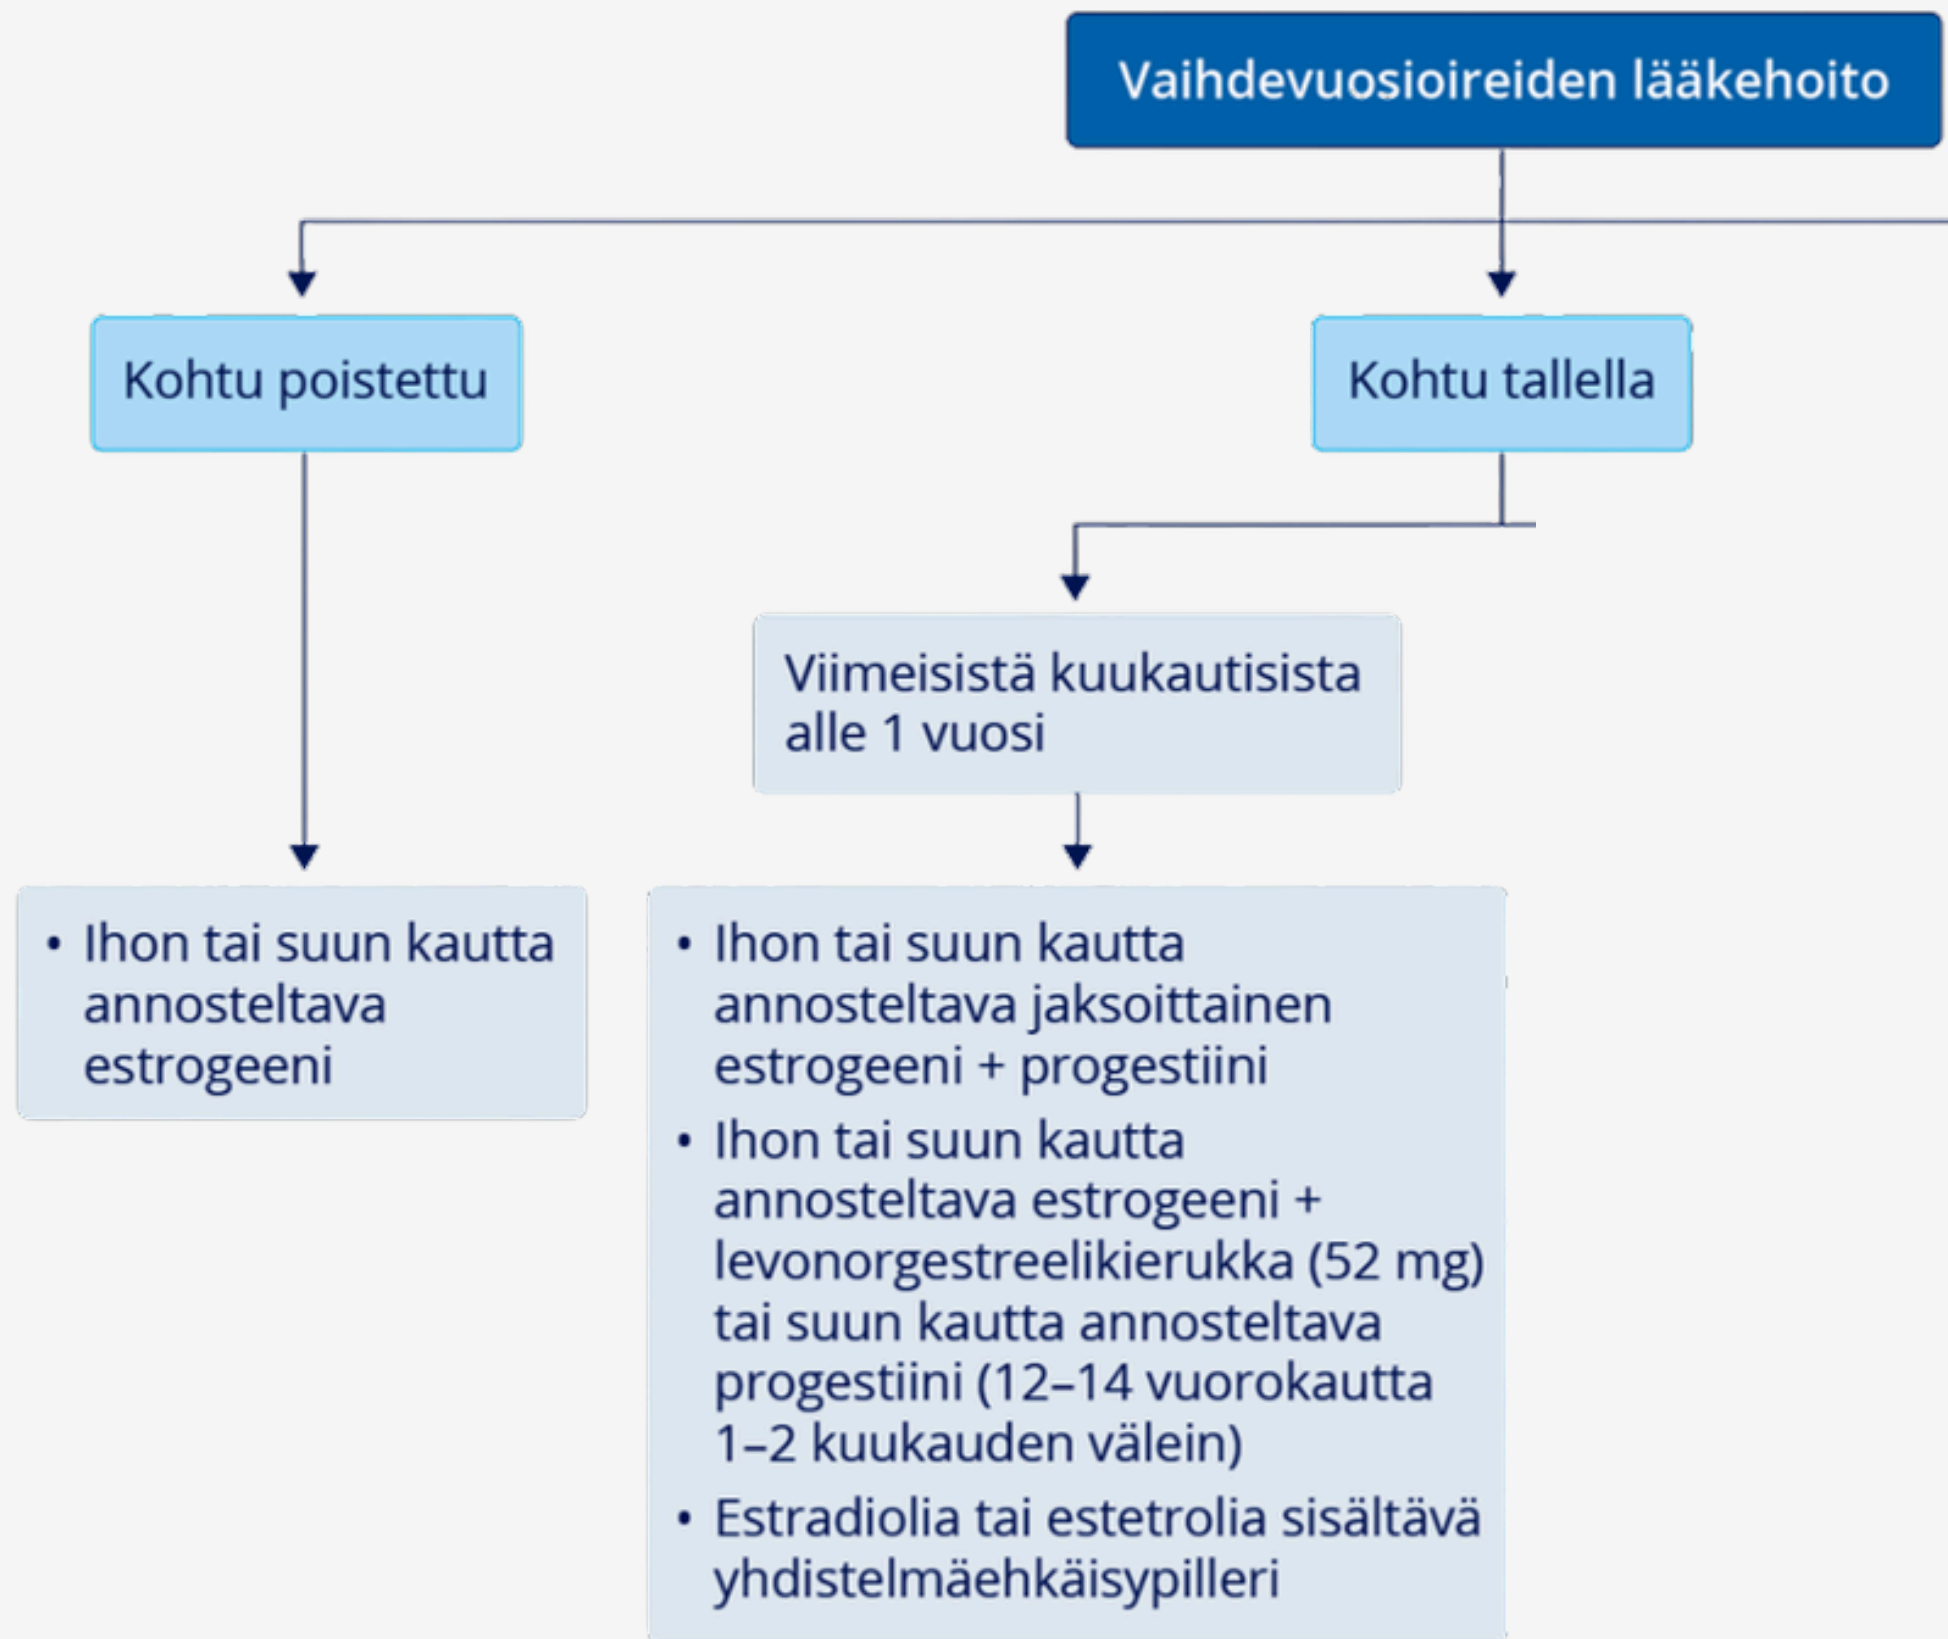 Vaihdevuosioireiden lääkehoito
Kohtu poistettu
Kohtu tallella
Viimeisistä kuukautisista
alle 1 vuosi
• Ihon tai suun kautta
annosteltava
estrogeeni
• Ihon tai suun kautta
annosteltava jaksoittainen
estrogeeni + progestiini
• Ihon tai suun kautta
annosteltava estrogeeni +
levonorgestreelikierukka (52 mg)
tai suun kautta annosteltava
progestiini (12–14 vuorokautta
1–2 kuukauden välein)
• Estradiolia tai estetrolia sisältävä
yhdistelmäehkäisypilleri